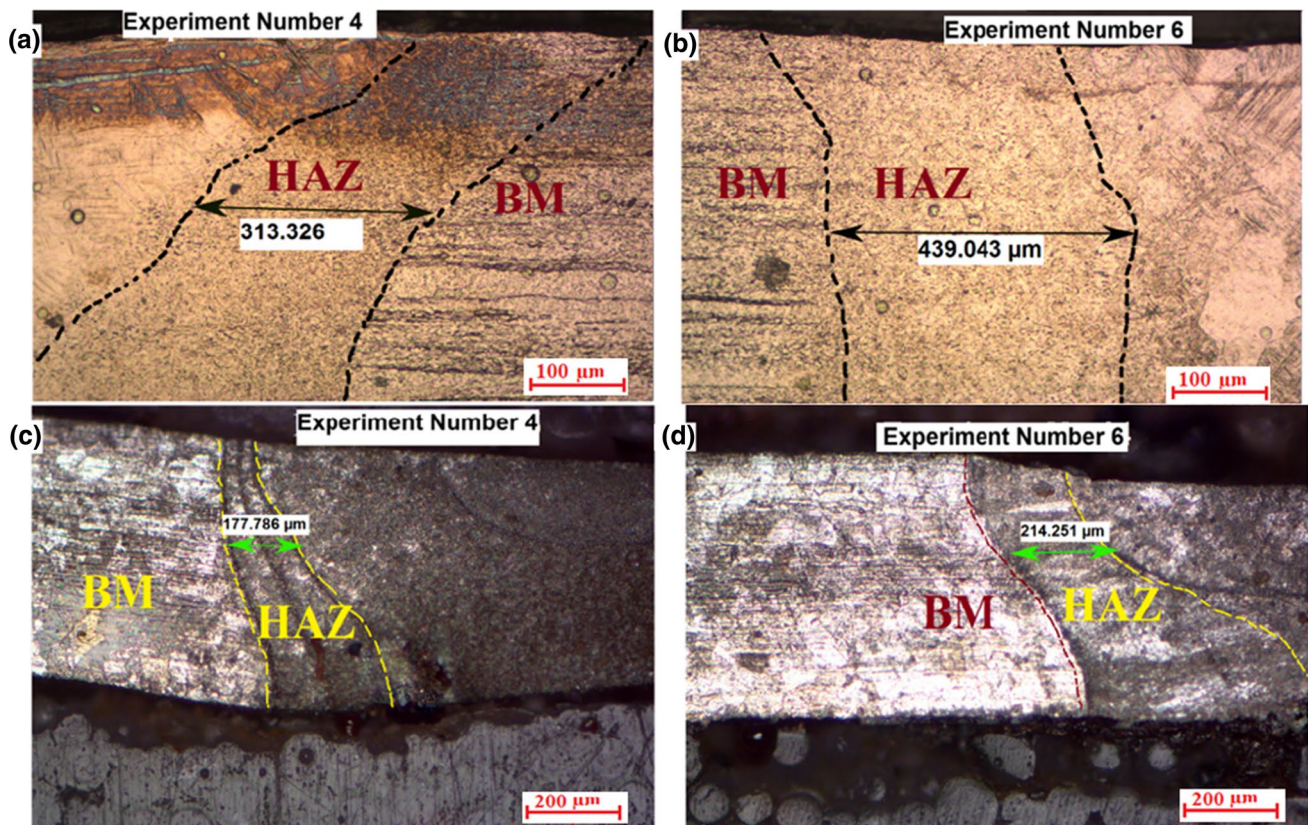 (a)
Experiment Number 4
HAZ
BM
313.326
100 μm
(b)
Experiment Number 6
BM
HAZ
439.043 μm
100 μm
(c)
Experiment Number 4
177.786 μm
BM
HAZ
200 μm
(d)
Experiment Number 6
214.251 μm
BM
HAZ
200 μm